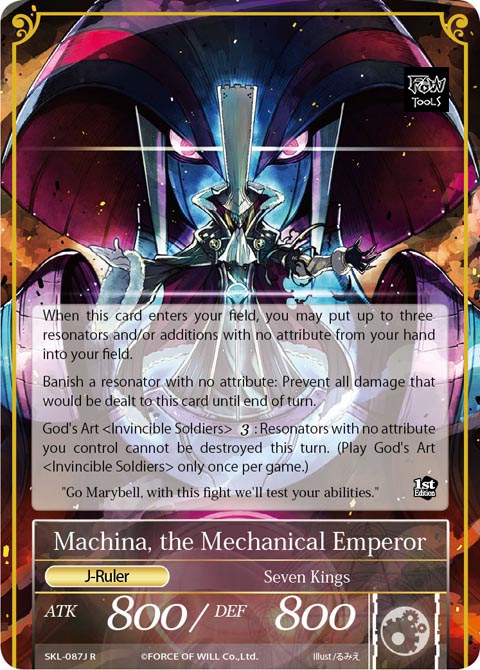 FOW
TOOLS
When this card enters your field, you may put up to three
resonators and/or additions with no attribute from your hand
into your field.
Banish a resonator with no attribute: Prevent all damage that
would be dealt to this card until end of turn.
God's Art <Invincible Soldiers> 3 : Resonators with no attribute
you control cannot be destroyed this turn. (Play God's Art
<Invincible Soldiers> only once per game.)
"Go Marybell, with this fight we'll test your abilities."
1st
Edition
Machina, the Mechanical Emperor
J-Ruler
Seven Kings
ATK 800 / DEF 800
SKL-087J R ©FORCE OF WILL Co.,Ltd. Illust/るみえ